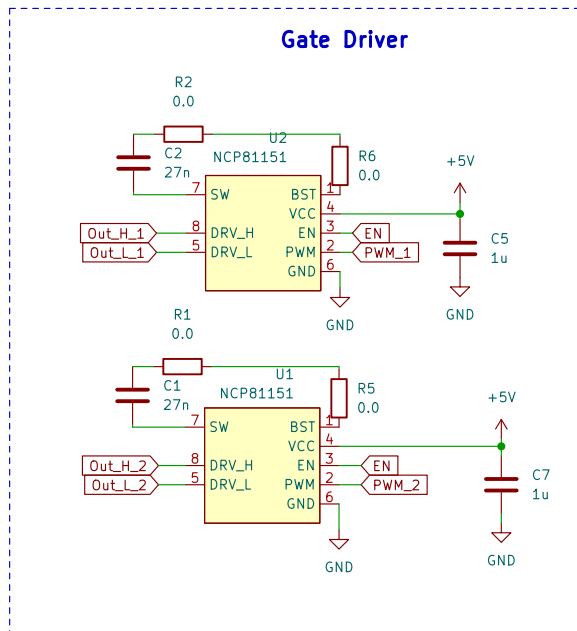 Gate Driver
R2
0.0
U2
NCP81151
C2
27n
R6
0.0
+5V
7 SW BST 1
VCC 4
Out_H_1 8 DRV_H EN 3 EN
Out_L_1 5 DRV_L PWM 2 PWM_1
GND 6
C5
1u
GND
GND
R1
0.0
U1
NCP81151
C1
27n
R5
0.0
+5V
7 SW BST 1
VCC 4
Out_H_2 8 DRV_H EN 3 EN
Out_L_2 5 DRV_L PWM 2 PWM_2
GND 6
C7
1u
GND
GND